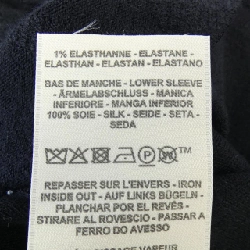 1% ELASTHANNE - ELASTANE -
ELASTHAN - ELASTAN - ELASTANO
BAS DE MANCHE - LOWER SLEEVE
- ÄRMELABSCHLUSS - MANICA
INFERIORE - MANGA INFERIOR
100% SOIE - SILK - SEIDE - SETA -
SEDA
REPASSER SUR L'ENVERS - IRON
INSIDE OUT - AUF LINKS BÜGELN -
PLANCHAR POR EL REVÉS -
STIRARE AL ROVESCIO - PASSAR A
FERRO DO AVESSO
VAPEUR